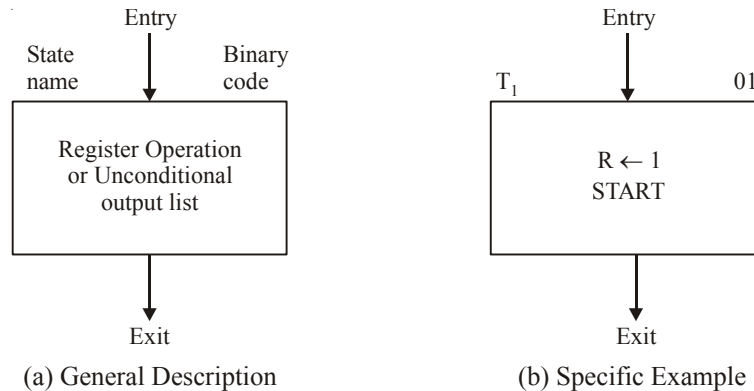 Entry
State name
Binary code
Register Operation
or Unconditional
output list
Exit
(a) General Description
Entry
T₁
01
R ← 1
START
Exit
(b) Specific Example